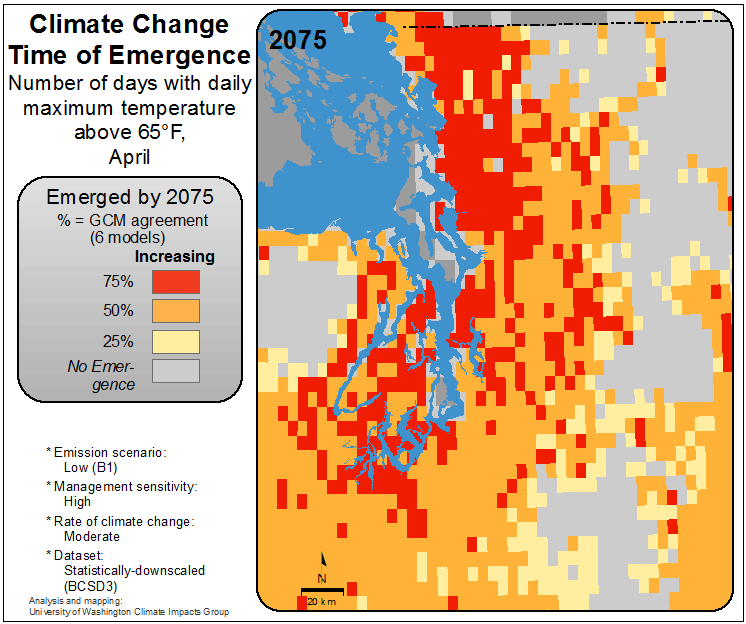 Climate Change
Time of Emergence
Number of days with daily
maximum temperature
above 65°F,
April
Emerged by 2075
% = GCM agreement
(6 models)
Increasing
75%
50%
25%
No Emer-
gence
* Emission scenario:
Low (B1)
* Management sensitivity:
High
* Rate of climate change:
Moderate
* Dataset:
Statistically-downscaled
(BCSD3)
Analysis and mapping:
University of Washington Climate Impacts Group
2075
N
20 km